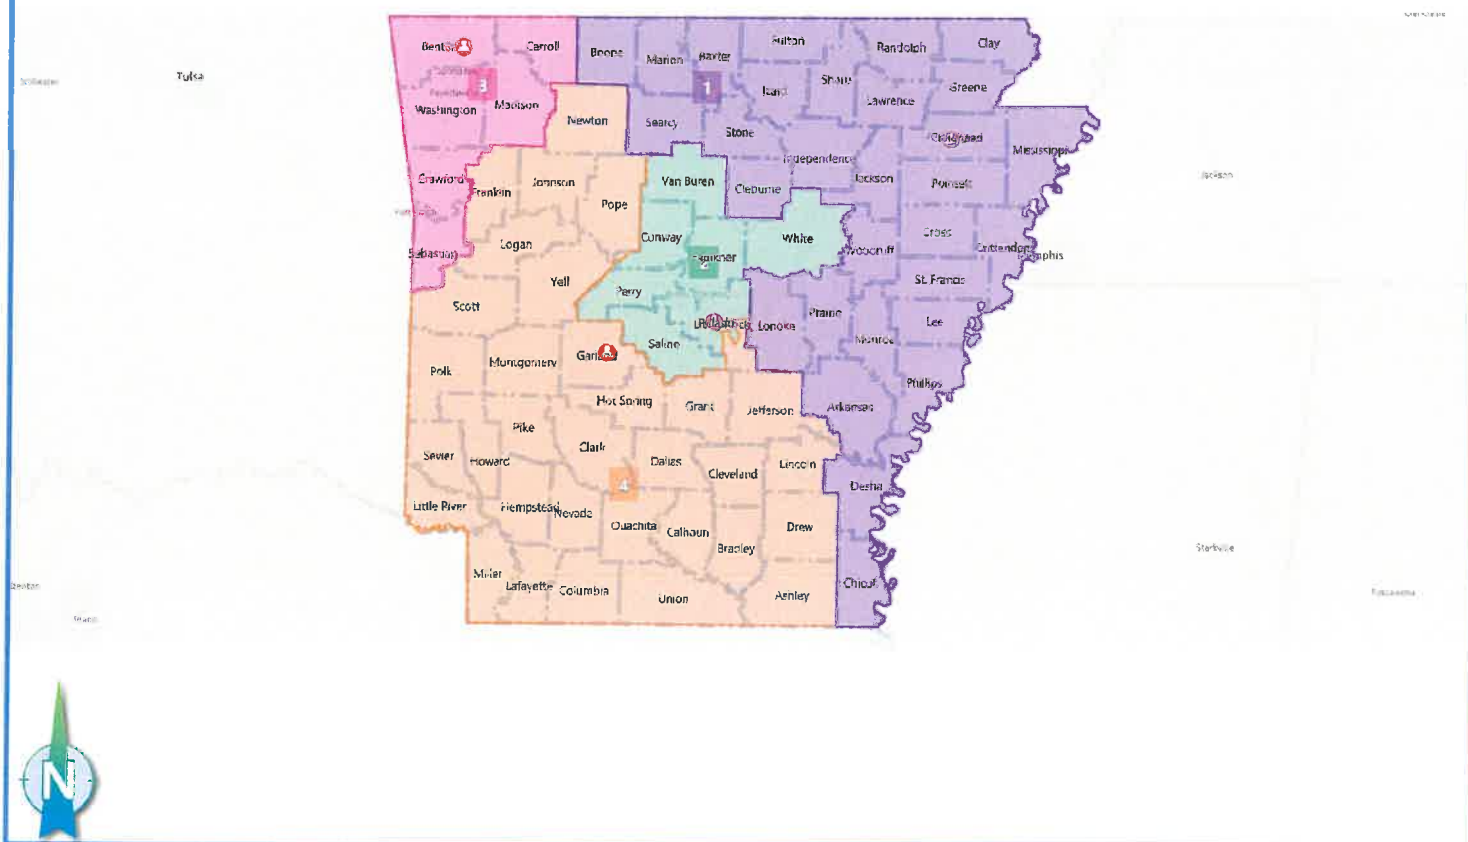 Tulsa
Carroll
Boone
Marion
Baxter
Fulton
Randolph
Clay
3
1
Izard
Sharp
Lawrence
Greene
Washington
Madison
Newton
Searcy
Stone
Independence
Craighead
Mississippi
Crawford
Franklin
Johnson
Pope
Van Buren
Cleburne
Jackson
Poinsett
Jackson
Sebastian
Logan
Conway
White
Woodruff
Cross
Crittenden
Yell
Perry
2
Faulkner
St. Francis
Scott
Lonoke
Prairie
Monroe
Lee
Saline
Polk
Montgomery
Phillips
Hot Spring
Grant
Jefferson
Arkansas
Pike
Clark
Sevier
Howard
Dallas
Cleveland
Lincoln
4
Desha
Little River
Hempstead
Nevada
Ouachita
Calhoun
Bradley
Drew
Starkville
Miller
Lafayette
Columbia
Union
Ashley
Chicot
N